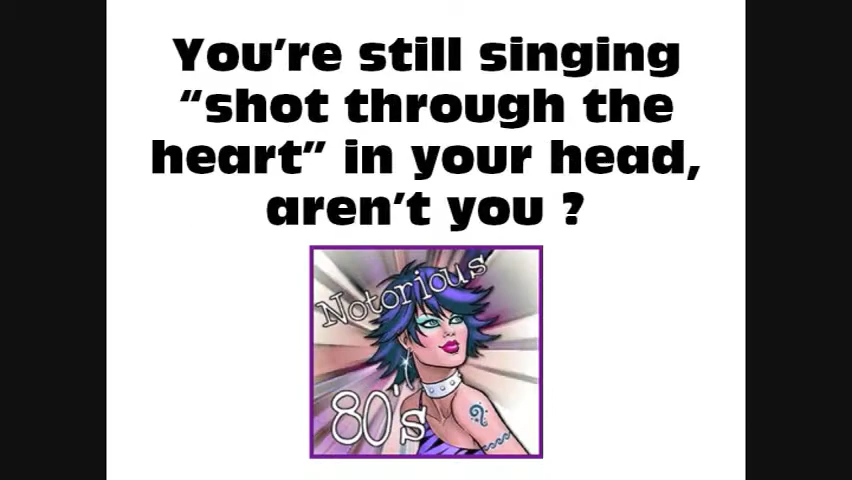 You’re still singing
“shot through the
heart” in your head,
aren’t you ?
Notorious
80's